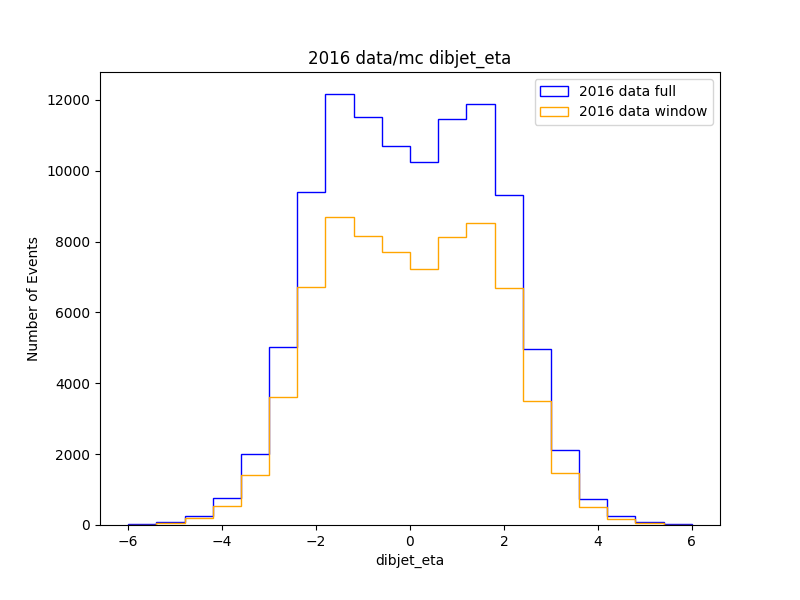 2016 data/mc dibjet_eta
2016 data full
2016 data window
Number of Events
12000
10000
8000
6000
4000
2000
0
−6 −4 −2 0 2 4 6
dibjet_eta